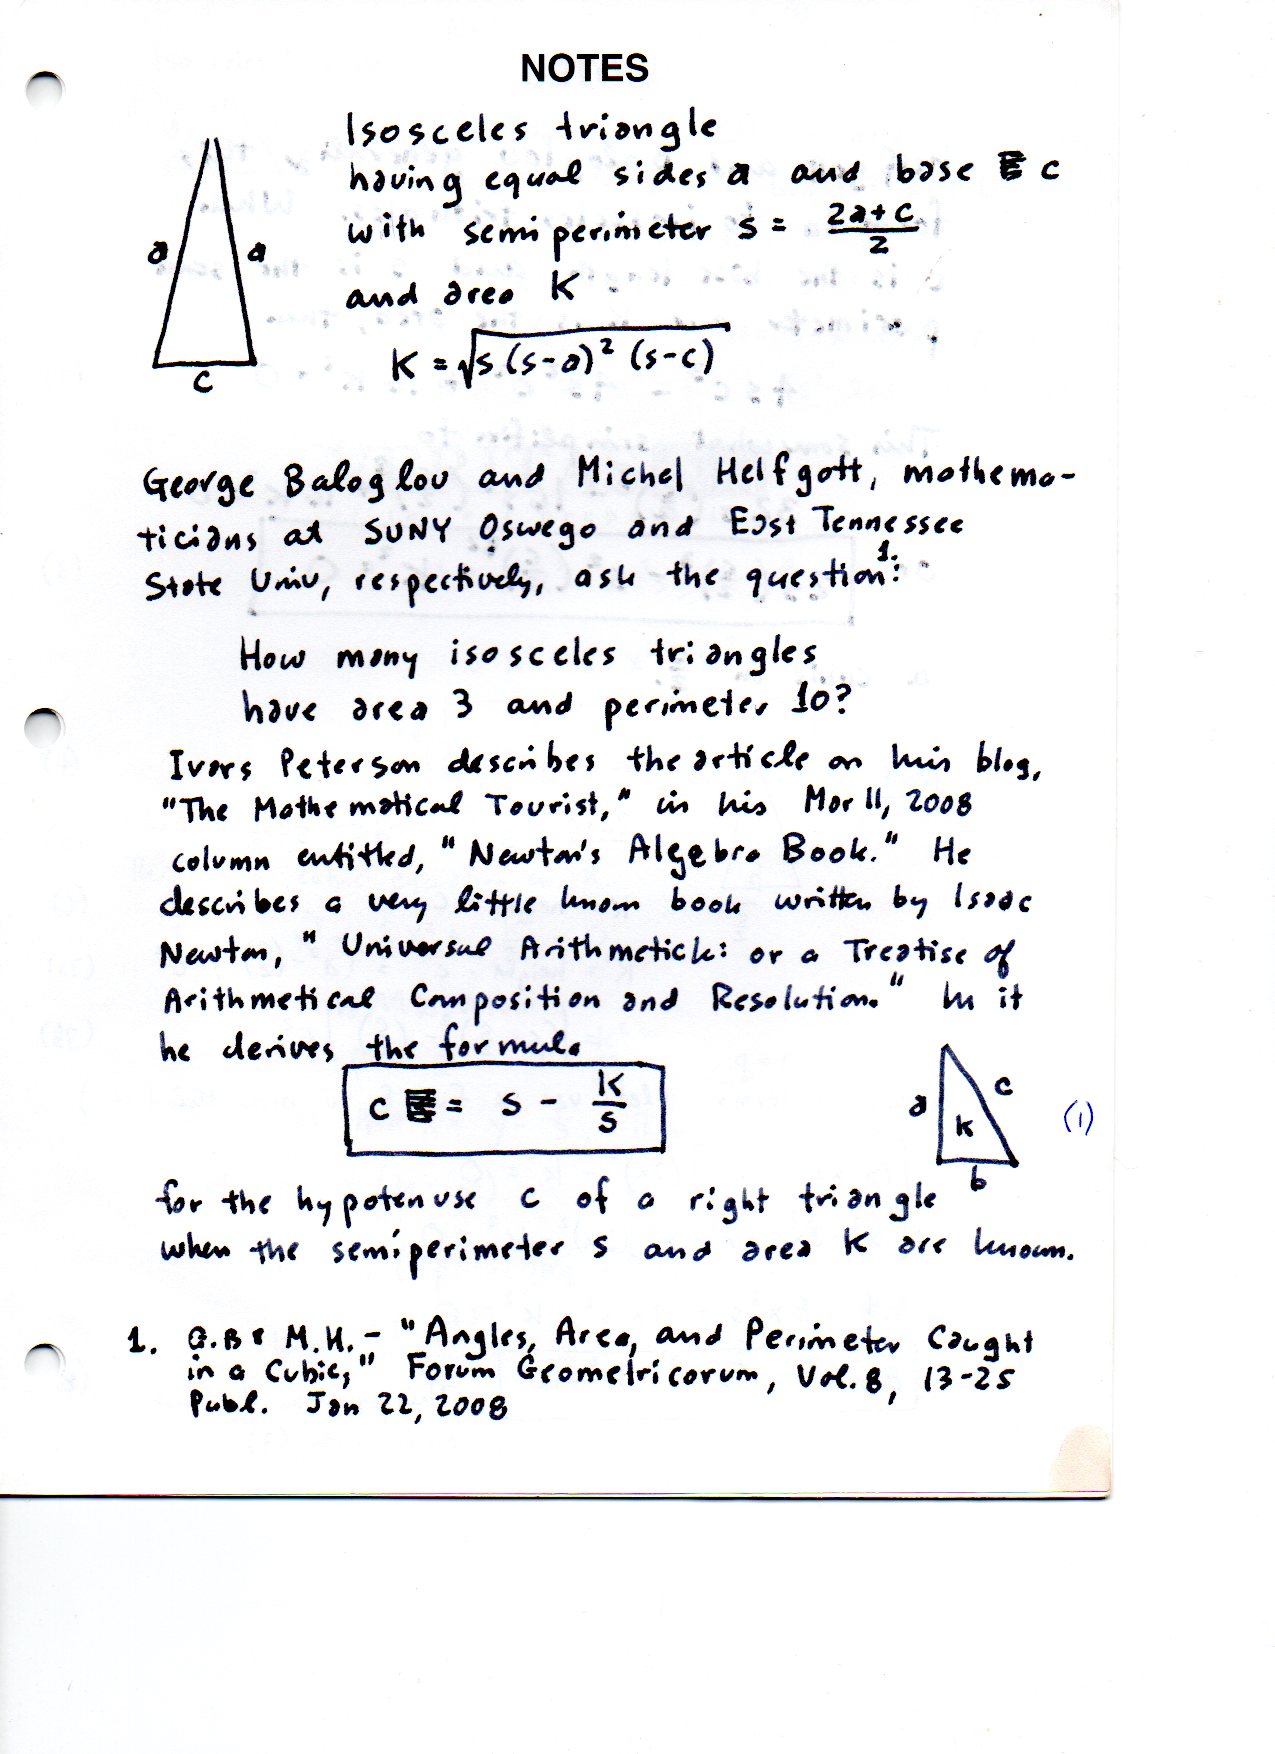 NOTES
Isosceles triangle
having equal sides a and base c
with semiperimeter s = (2a+c)/2
and area K
K = √(s (s-a)² (s-c))
a
a
c
George Baloglou and Michel Helfgott, mathema-
ticians at SUNY Oswego and East Tennessee
State Univ, respectively, ask the question¹·:
How many isosceles triangles
have area 3 and perimeter 10?
Ivars Peterson describes the article on his blog,
"The Mathematical Tourist," in his Mar 11, 2008
column entitled, "Newton's Algebra Book." He
describes a very little known book written by Isaac
Newton, "Universal Arithmetick: or a Treatise of
Arithmetical Composition and Resolution." In it
he derives the formula
c = s - K/s
a
c
K
b
(1)
for the hypotenuse c of a right triangle
when the semiperimeter s and area K are known.
1. G.B & M.H. - "Angles, Area, and Perimeter Caught
in a Cubic," Forum Geometricorum, Vol. 8, 13-25
Publ. Jan 22, 2008